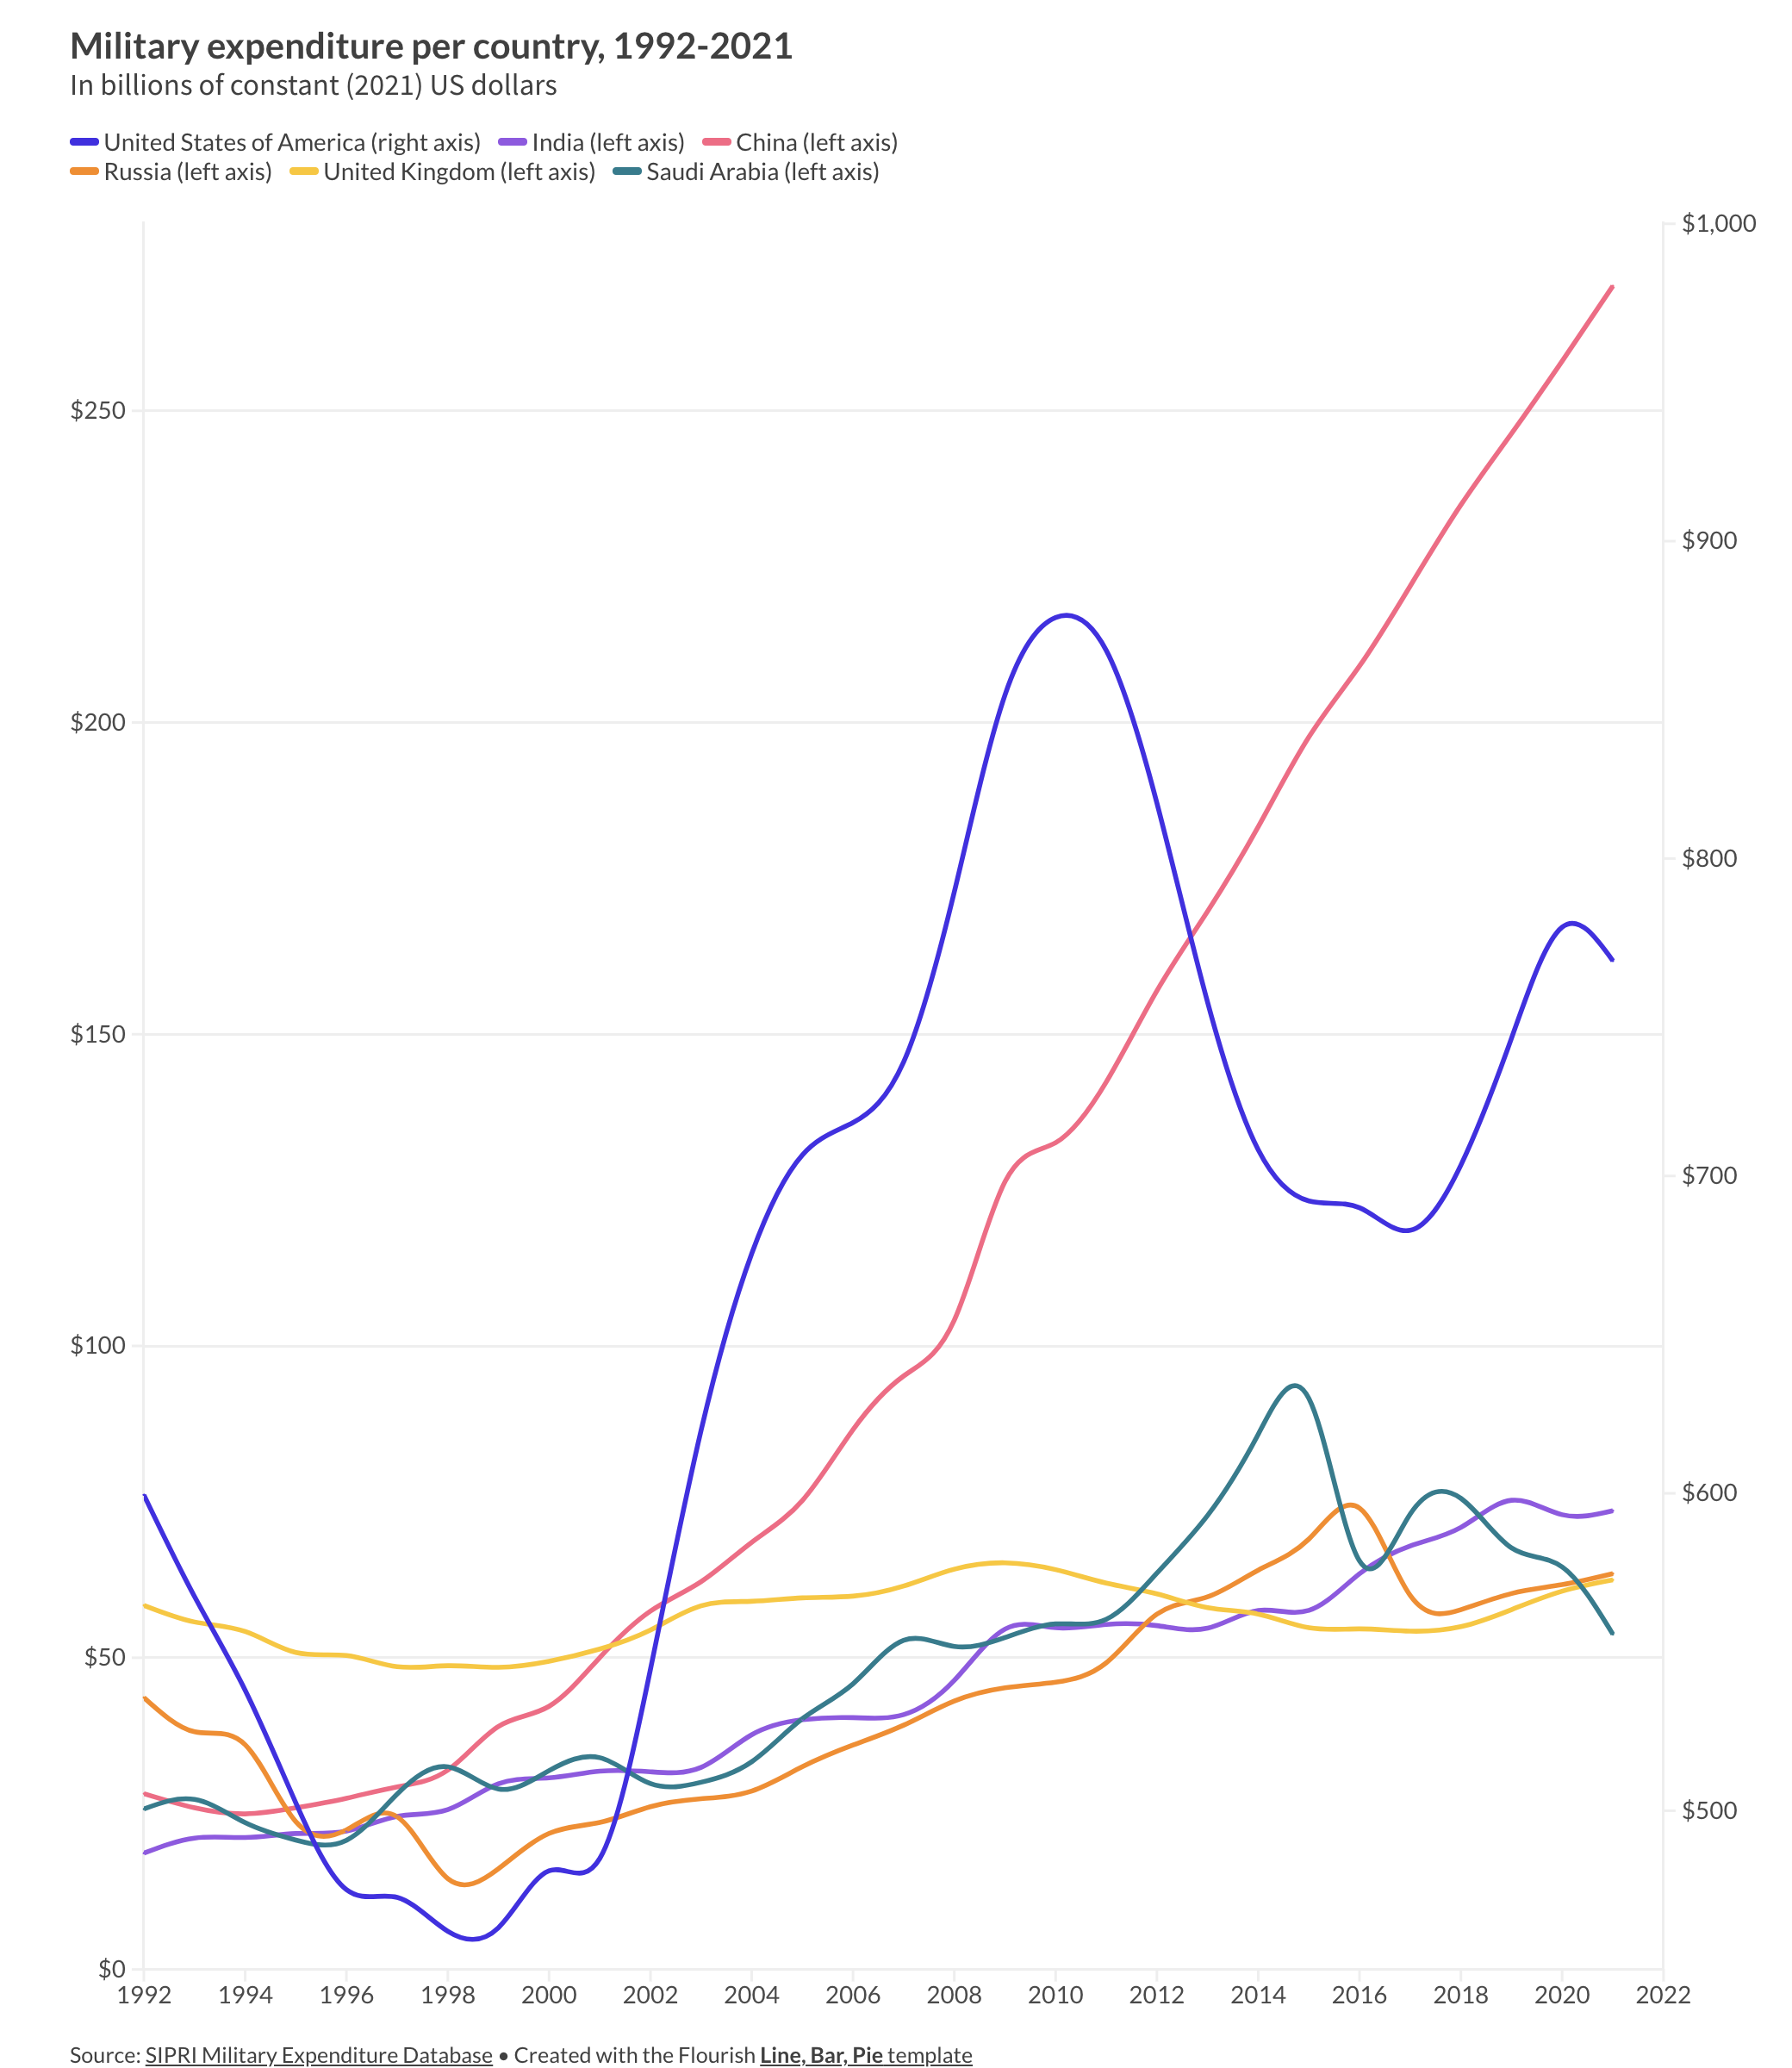 Military expenditure per country, 1992-2021
In billions of constant (2021) US dollars
United States of America (right axis) India (left axis) China (left axis)
Russia (left axis) United Kingdom (left axis) Saudi Arabia (left axis)
$1,000
$250
$900
$200
$800
$150
$700
$100
$600
$50
$500
$0
1992 1994 1996 1998 2000 2002 2004 2006 2008 2010 2012 2014 2016 2018 2020 2022
Source: SIPRI Military Expenditure Database • Created with the Flourish Line, Bar, Pie template